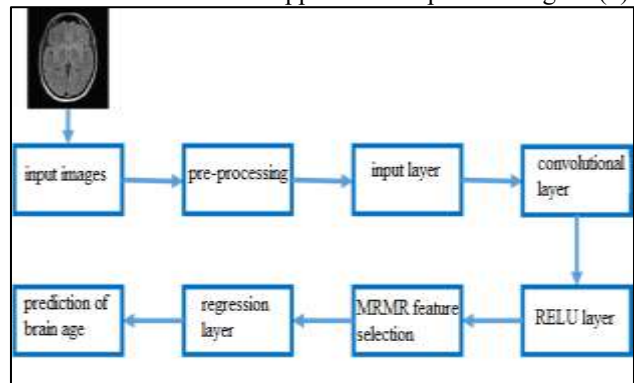 input images
pre-processing
input layer
convolutional
layer
RELU layer
MRMR feature
selection
regression
layer
prediction of
brain age